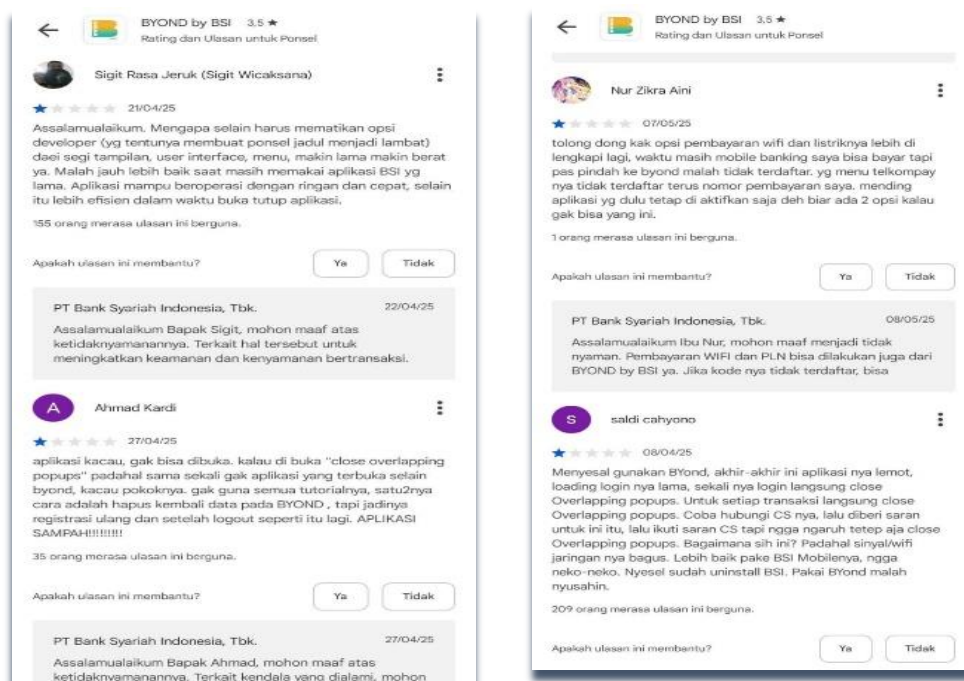 BYOND by BSI 3,5 ★
Rating dan Ulasan untuk Ponsel
Sigit Rasa Jeruk (Sigit Wicaksana)
21/04/25
Assalamualaikum. Mengapa selain harus mematikan opsi
developer (yg tentunya membuat ponsel jadul menjadi lambat)
daei segi tampilan, user interface, menu, makin lama makin berat
ya. Malah jauh lebih baik saat masih memakai aplikasi BSI yg
lama. Aplikasi mampu beroperasi dengan ringan dan cepat, selain
itu lebih efisien dalam waktu buka tutup aplikasi.
155 orang merasa ulasan ini berguna.
Apakah ulasan ini membantu? Ya Tidak
PT Bank Syariah Indonesia, Tbk. 22/04/25
Assalamualaikum Bapak Sigit, mohon maaf atas
ketidaknyamanannya. Terkait hal tersebut untuk
meningkatkan keamanan dan kenyamanan bertransaksi.
A Ahmad Kardi
27/04/25
aplikasi kacau, gak bisa dibuka. kalau di buka "close overlapping
popups" padahal sama sekali gak aplikasi yang terbuka selain
byond, kacau pokoknya. gak guna semua tutorialnya, satu2nya
cara adalah hapus kembali data pada BYOND , tapi jadinya
registrasi ulang dan setelah logout seperti itu lagi. APLIKASI
SAMPAH!!!!!!!!!
35 orang merasa ulasan ini berguna.
Apakah ulasan ini membantu? Ya Tidak
PT Bank Syariah Indonesia, Tbk. 27/04/25
Assalamualaikum Bapak Ahmad, mohon maaf atas
ketidaknyamanannya. Terkait kendala yang dialami, mohon
BYOND by BSI 3,5 ★
Rating dan Ulasan untuk Ponsel
Nur Zikra Aini
07/05/25
tolong dong kak opsi pembayaran wifi dan listriknya lebih di
lengkapi lagi, waktu masih mobile banking saya bisa bayar tapi
pas pindah ke byond malah tidak terdaftar. yg menu telkompay
nya tidak terdaftar terus nomor pembayaran saya. mending
aplikasi yg dulu tetap di aktifkan saja deh biar ada 2 opsi kalau
gak bisa yang ini.
1 orang merasa ulasan ini berguna.
Apakah ulasan ini membantu? Ya Tidak
PT Bank Syariah Indonesia, Tbk. 08/05/25
Assalamualaikum Ibu Nur, mohon maaf menjadi tidak
nyaman. Pembayaran WIFI dan PLN bisa dilakukan juga dari
BYOND by BSI ya. Jika kode nya tidak terdaftar, bisa
S saldi cahyono
08/04/25
Menyesal gunakan BYond, akhir-akhir ini aplikasi nya lemot,
loading login nya lama, sekali nya login langsung close
Overlapping popups. Untuk setiap transaksi langsung close
Overlapping popups. Coba hubungi CS nya, lalu diberi saran
untuk ini itu, lalu ikuti saran CS tapi ngga ngaruh tetep aja close
Overlapping popups. Bagaimana sih ini? Padahal sinyal/wifi
jaringan nya bagus. Lebih baik pake BSI Mobilenya, ngga
neko-neko. Nyesel sudah uninstall BSI. Pakai BYond malah
nyusahin.
209 orang merasa ulasan ini berguna.
Apakah ulasan ini membantu? Ya Tidak